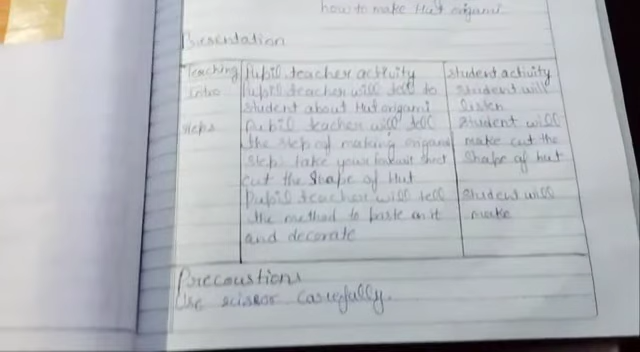 how to make Hut origami
Presentation
Teaching Pupil teacher activity student activity
Intro Pupil teacher will tell to student will
student about Hut origami listen
steps Pupil teacher will tell student will
the step of making origami make cut the
step: take your sheet shape of hut
cut the shape of Hut
Pupil teacher will tell student will
the method to paste on it make
and decorate
Precoustions
Use scissor carefully.